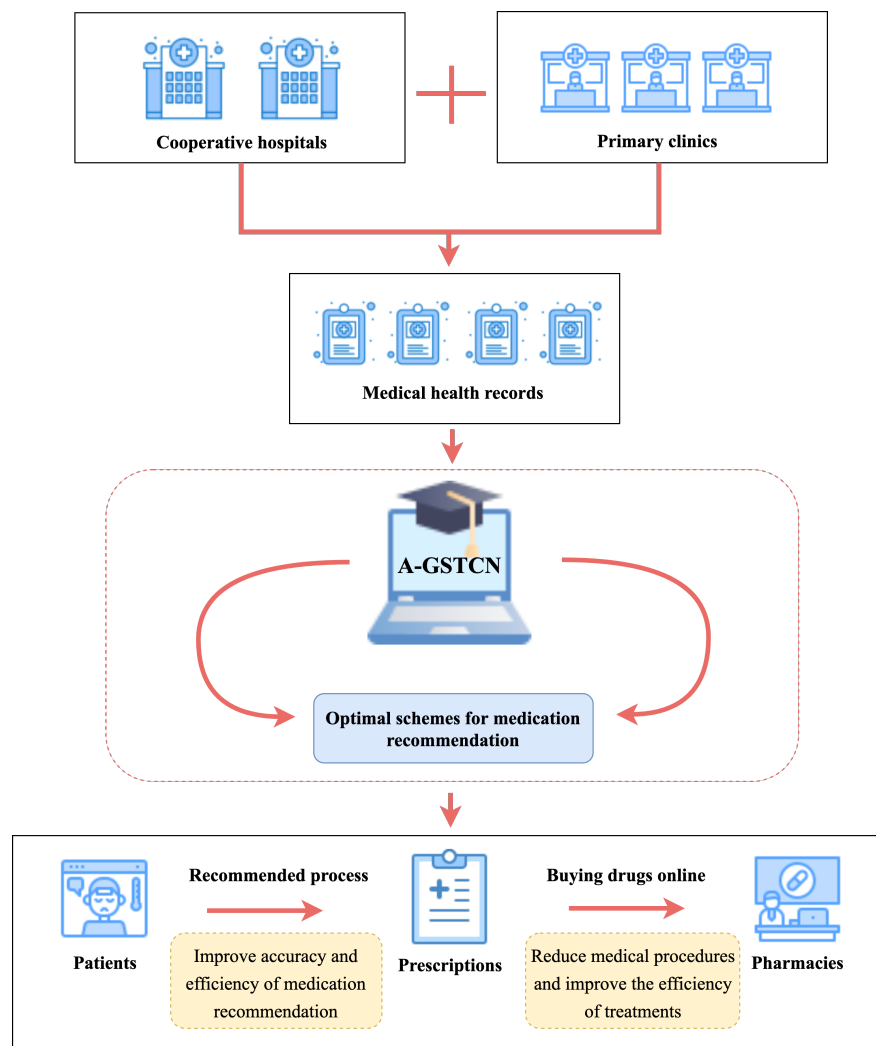 Cooperative hospitals
Primary clinics
Medical health records
A-GSTCN
Optimal schemes for medication
recommendation
Recommended process
Buying drugs online
Improve accuracy and
efficiency of medication
recommendation
Reduce medical procedures
and improve the efficiency
of treatments
Patients
Prescriptions
Pharmacies